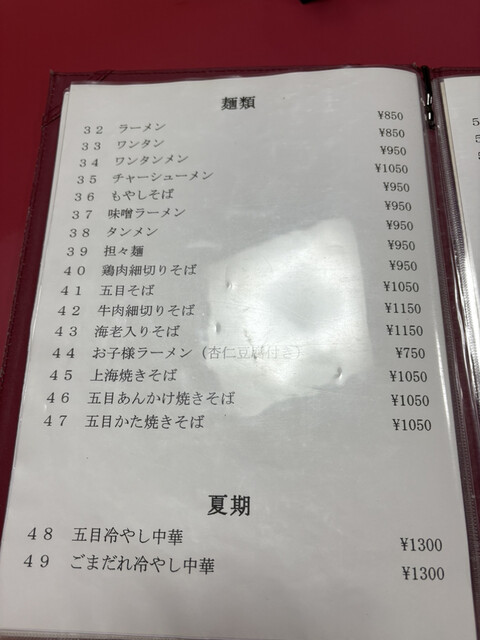 麺類
32 ラーメン ¥850
33 ワンタン ¥850
34 ワンタンメン ¥950
35 チャーシューメン ¥1050
36 もやしそば ¥950
37 味噌ラーメン ¥950
38 タンメン ¥950
39 担々麺 ¥950
40 鶏肉細切りそば ¥950
41 五目そば ¥1050
42 牛肉細切りそば ¥1150
43 海老入りそば ¥1150
44 お子様ラーメン(杏仁豆腐付き) ¥750
45 上海焼きそば ¥1050
46 五目あんかけ焼きそば ¥1050
47 五目かた焼きそば ¥1050
夏期
48 五目冷やし中華 ¥1300
49 ごまだれ冷やし中華 ¥1300